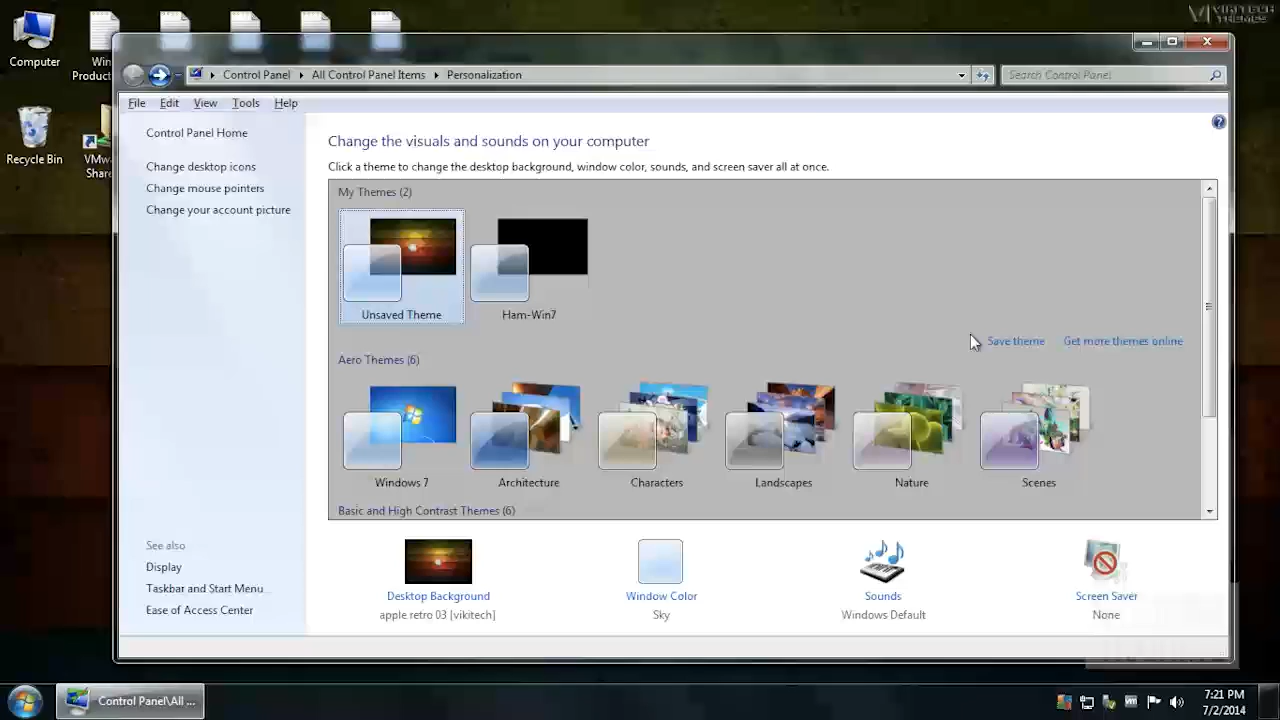 VIKITECH
THEMES
Computer
Win
Produc
Recycle Bin
VMw
Share
Control Panel
All Control Panel Items
Personalization
Search Control Panel
File
Edit
View
Tools
Help
Control Panel Home
Change desktop icons
Change mouse pointers
Change your account picture
See also
Display
Taskbar and Start Menu
Ease of Access Center
Change the visuals and sounds on your computer
Click a theme to change the desktop background, window color, sounds, and screen saver all at once.
My Themes (2)
Unsaved Theme
Ham-Win7
Save theme
Get more themes online
Aero Themes (6)
Windows 7
Architecture
Characters
Landscapes
Nature
Scenes
Basic and High Contrast Themes (6)
Desktop Background
apple retro 03 [vikitech]
Window Color
Sky
Sounds
Windows Default
Screen Saver
None
Control Panel\All ...
7:21 PM
7/2/2014